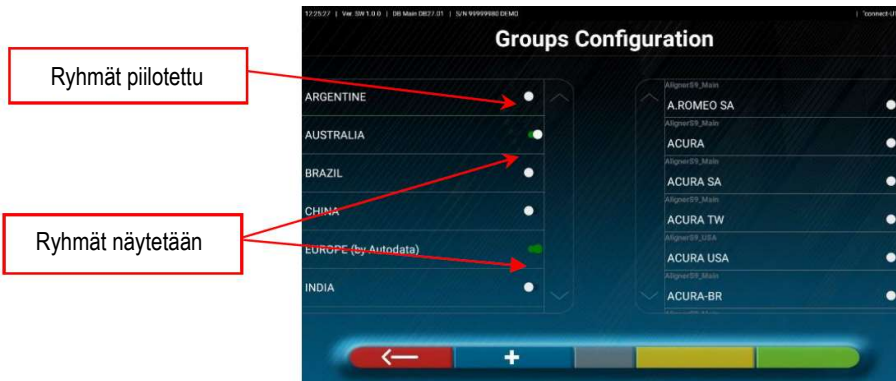 12:25:27 | Ver. SW 1.0.0 | DB Main DB27.01 | S/N 99999980 DEMO
Groups Configuration
Ryhmät piilotettu
Ryhmät näytetään
ARGENTINE
AUSTRALIA
BRAZIL
CHINA
EUROPE (by Autodata)
INDIA
AlignerS9_Main
A.ROMEO SA
AlignerS9_Main
ACURA
AlignerS9_Main
ACURA SA
AlignerS9_Main
ACURA TW
AlignerS9_USA
ACURA USA
AlignerS9_Main
ACURA-BR